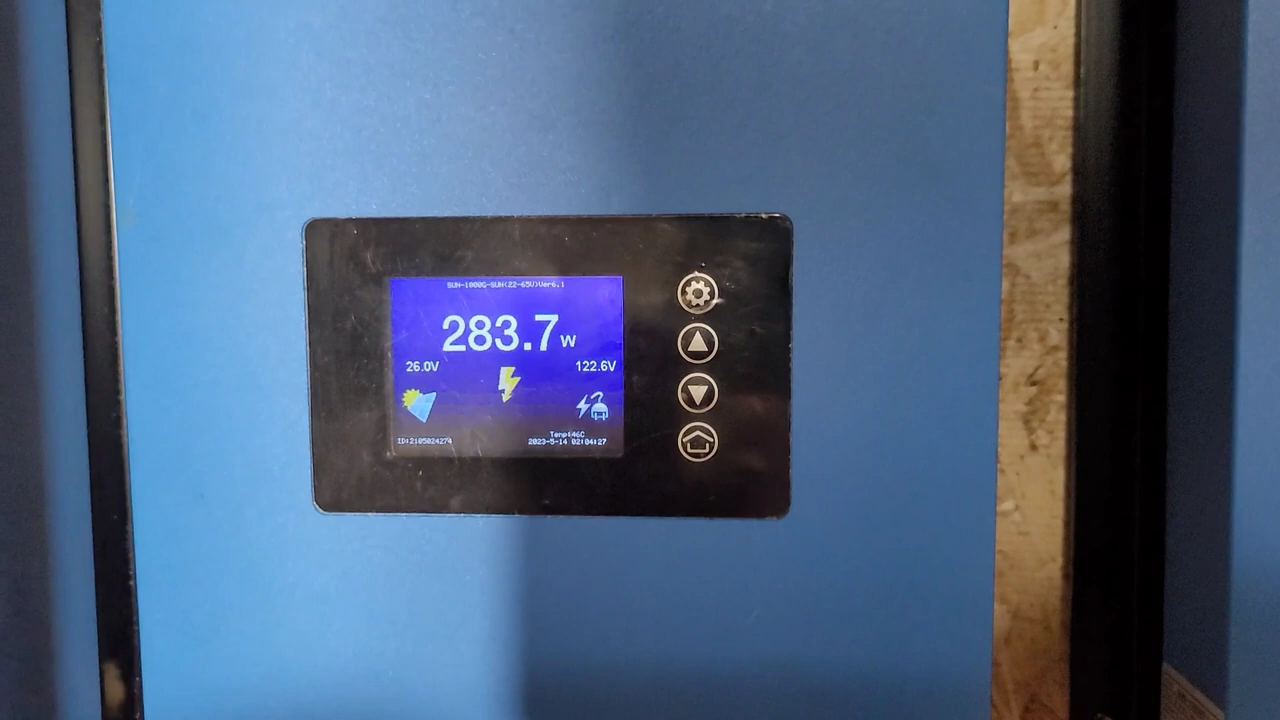 SUN-1000G-SUN(22-65V)Ver6.1
283.7W
26.0V
122.6V
Temp:46C
ID:2105024274
2023-5-14 02:04:27